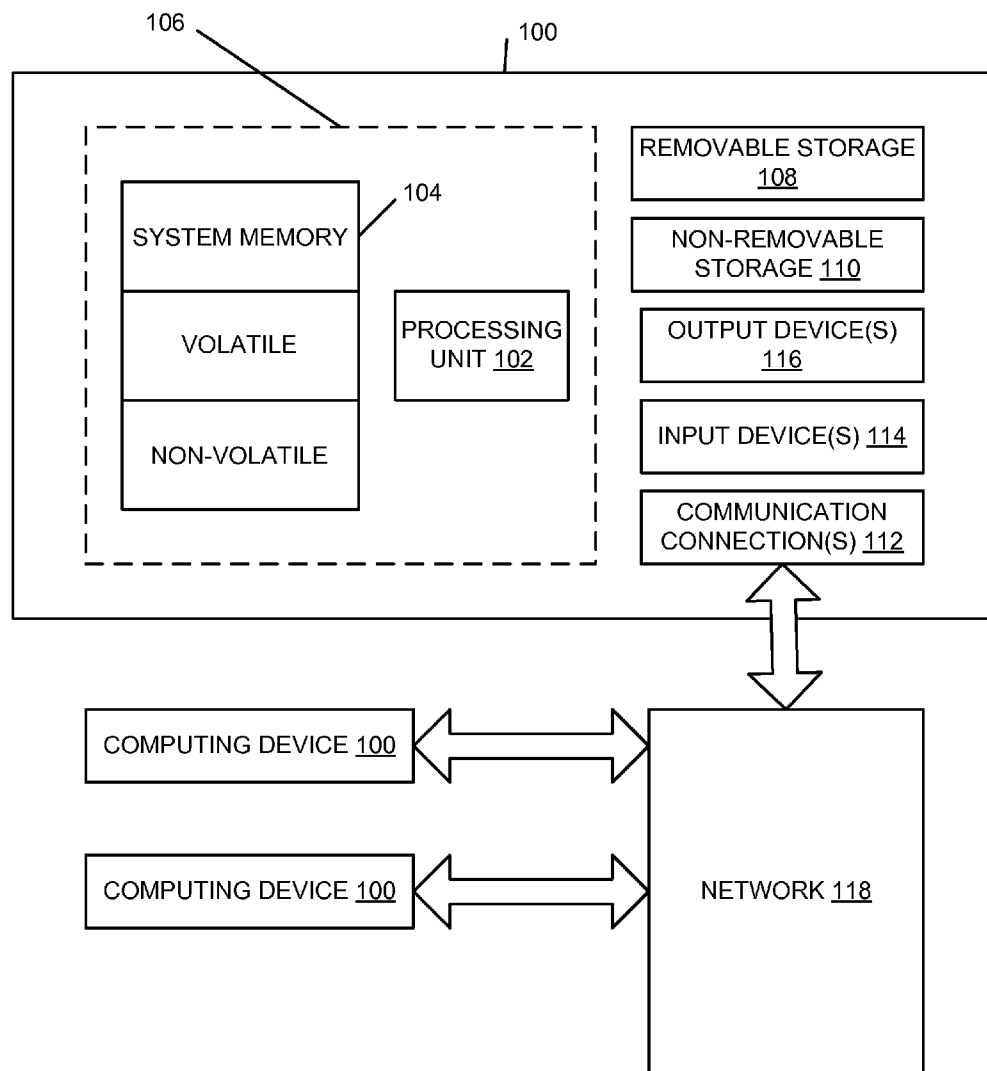 106
100
REMOVABLE STORAGE
108
104
SYSTEM MEMORY
NON-REMOVABLE
STORAGE 110
VOLATILE
PROCESSING
UNIT 102
OUTPUT DEVICE(S)
116
NON-VOLATILE
INPUT DEVICE(S) 114
COMMUNICATION
CONNECTION(S) 112
COMPUTING DEVICE 100
COMPUTING DEVICE 100
NETWORK 118